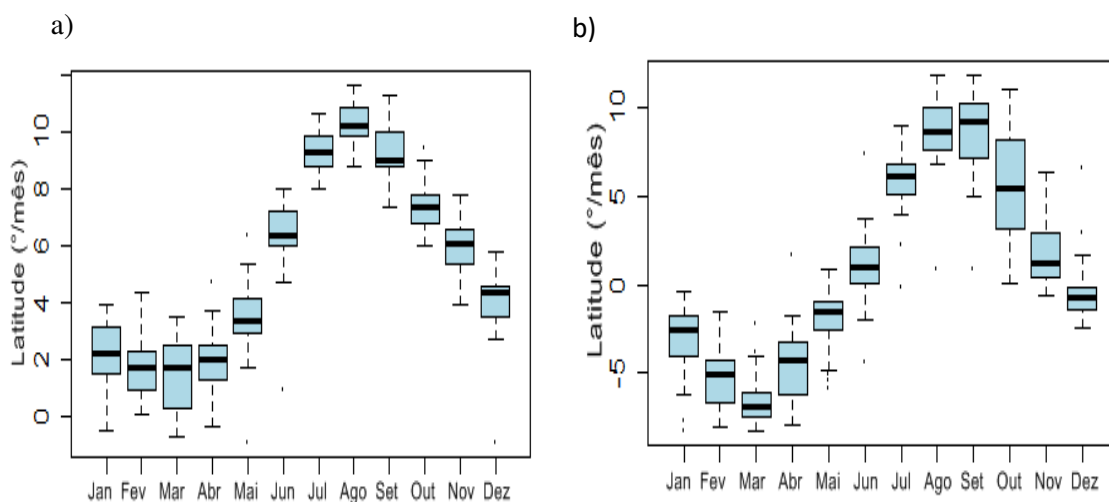 a)
Latitude (°/mês)
0 2 4 6 8 10
Jan Fev Mar Abr Mai Jun Jul Ago Set Out Nov Dez
b)
Latitude (°/mês)
-5 0 5 10
Jan Fev Mar Abr Mai Jun Jul Ago Set Out Nov Dez